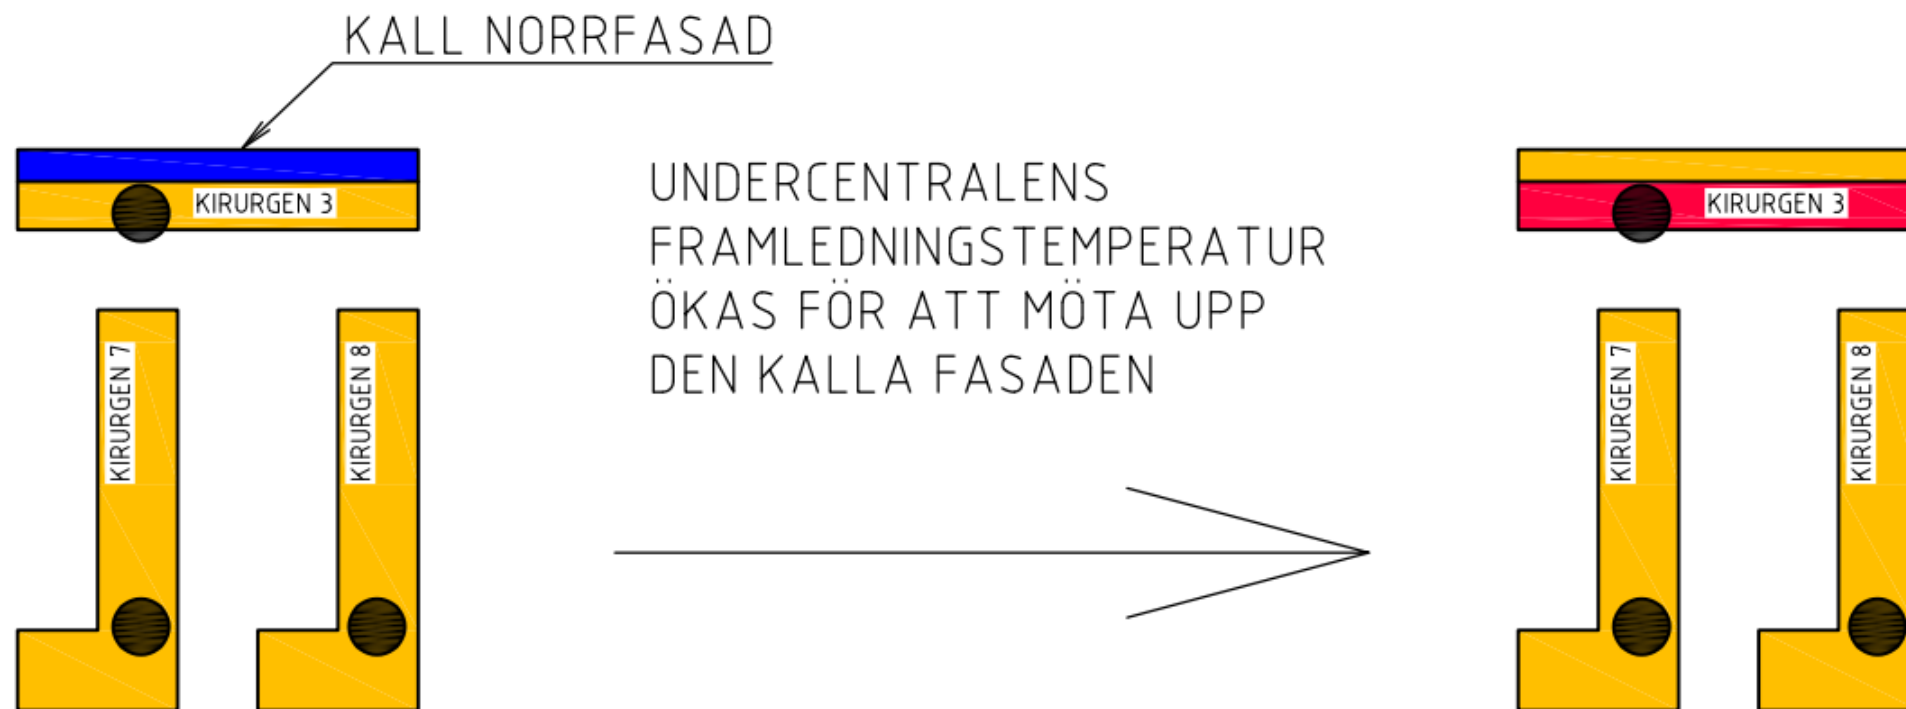 KALL NORRFASAD
KIRURGEN 3
KIRURGEN 7
KIRURGEN 8
UNDERCENTRALENS
FRAMLEDNINGSTEMPERATUR
ÖKAS FÖR ATT MÖTA UPP
DEN KALLA FASADEN
KIRURGEN 3
KIRURGEN 7
KIRURGEN 8